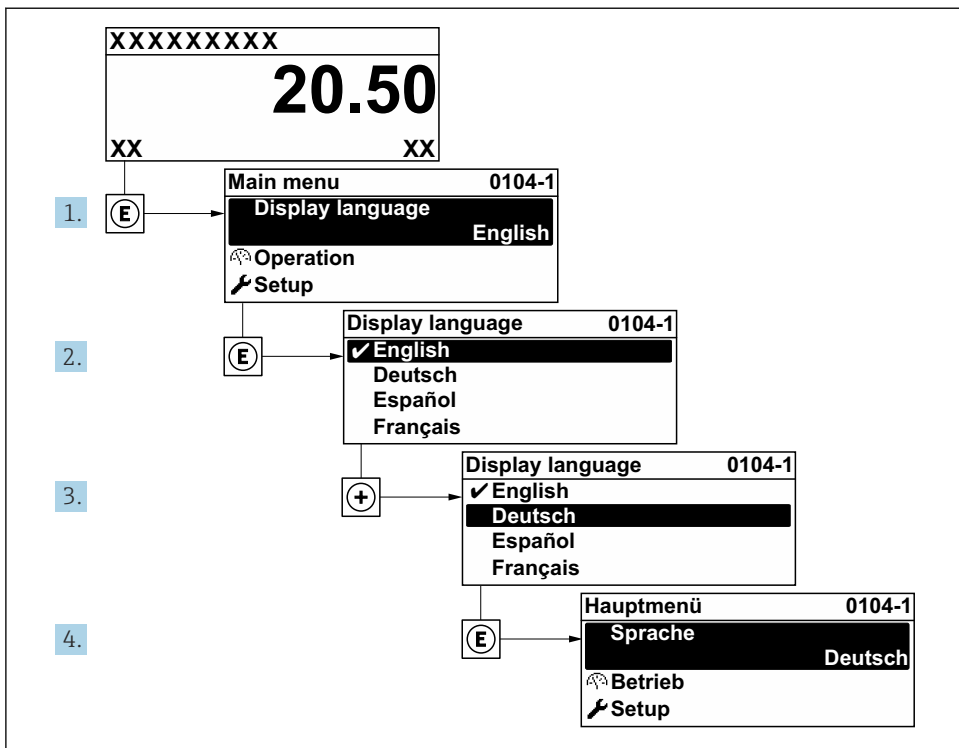 XXXXXXXXX
20.50
XX XX
1. E
Main menu 0104-1
Display language
English
Operation
Setup
2. E
Display language 0104-1
✔English
Deutsch
Español
Français
3. +
Display language 0104-1
✔English
Deutsch
Español
Français
4. E
Hauptmenü 0104-1
Sprache
Deutsch
Betrieb
Setup